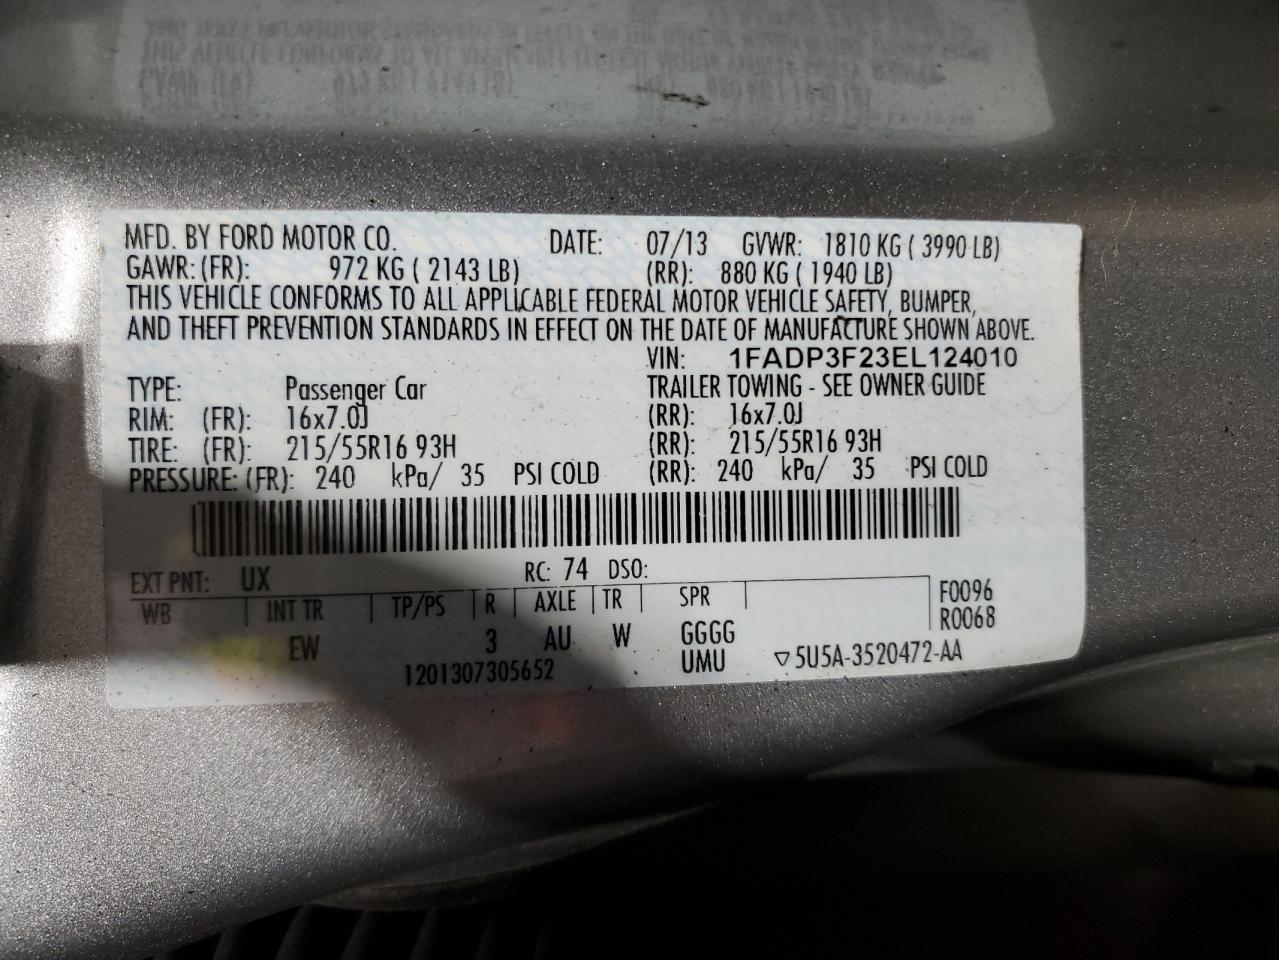 MFD. BY FORD MOTOR CO. DATE: 07/13 GVWR: 1810 KG ( 3990 LB)
GAWR: (FR): 972 KG ( 2143 LB) (RR): 880 KG ( 1940 LB)
THIS VEHICLE CONFORMS TO ALL APPLICABLE FEDERAL MOTOR VEHICLE SAFETY, BUMPER,
AND THEFT PREVENTION STANDARDS IN EFFECT ON THE DATE OF MANUFACTURE SHOWN ABOVE.
VIN: 1FADP3F23EL124010
TYPE: Passenger Car TRAILER TOWING - SEE OWNER GUIDE
RIM: (FR): 16x7.0J (RR): 16x7.0J
TIRE: (FR): 215/55R16 93H (RR): 215/55R16 93H
PRESSURE: (FR): 240 kPa/ 35 PSI COLD (RR): 240 kPa/ 35 PSI COLD
EXT PNT: UX RC: 74 DSO:
WB INT TR TP/PS R AXLE TR SPR F0096
R0068
EW 3 AU W GGGG
1201307305652 UMU ▽5U5A-3520472-AA